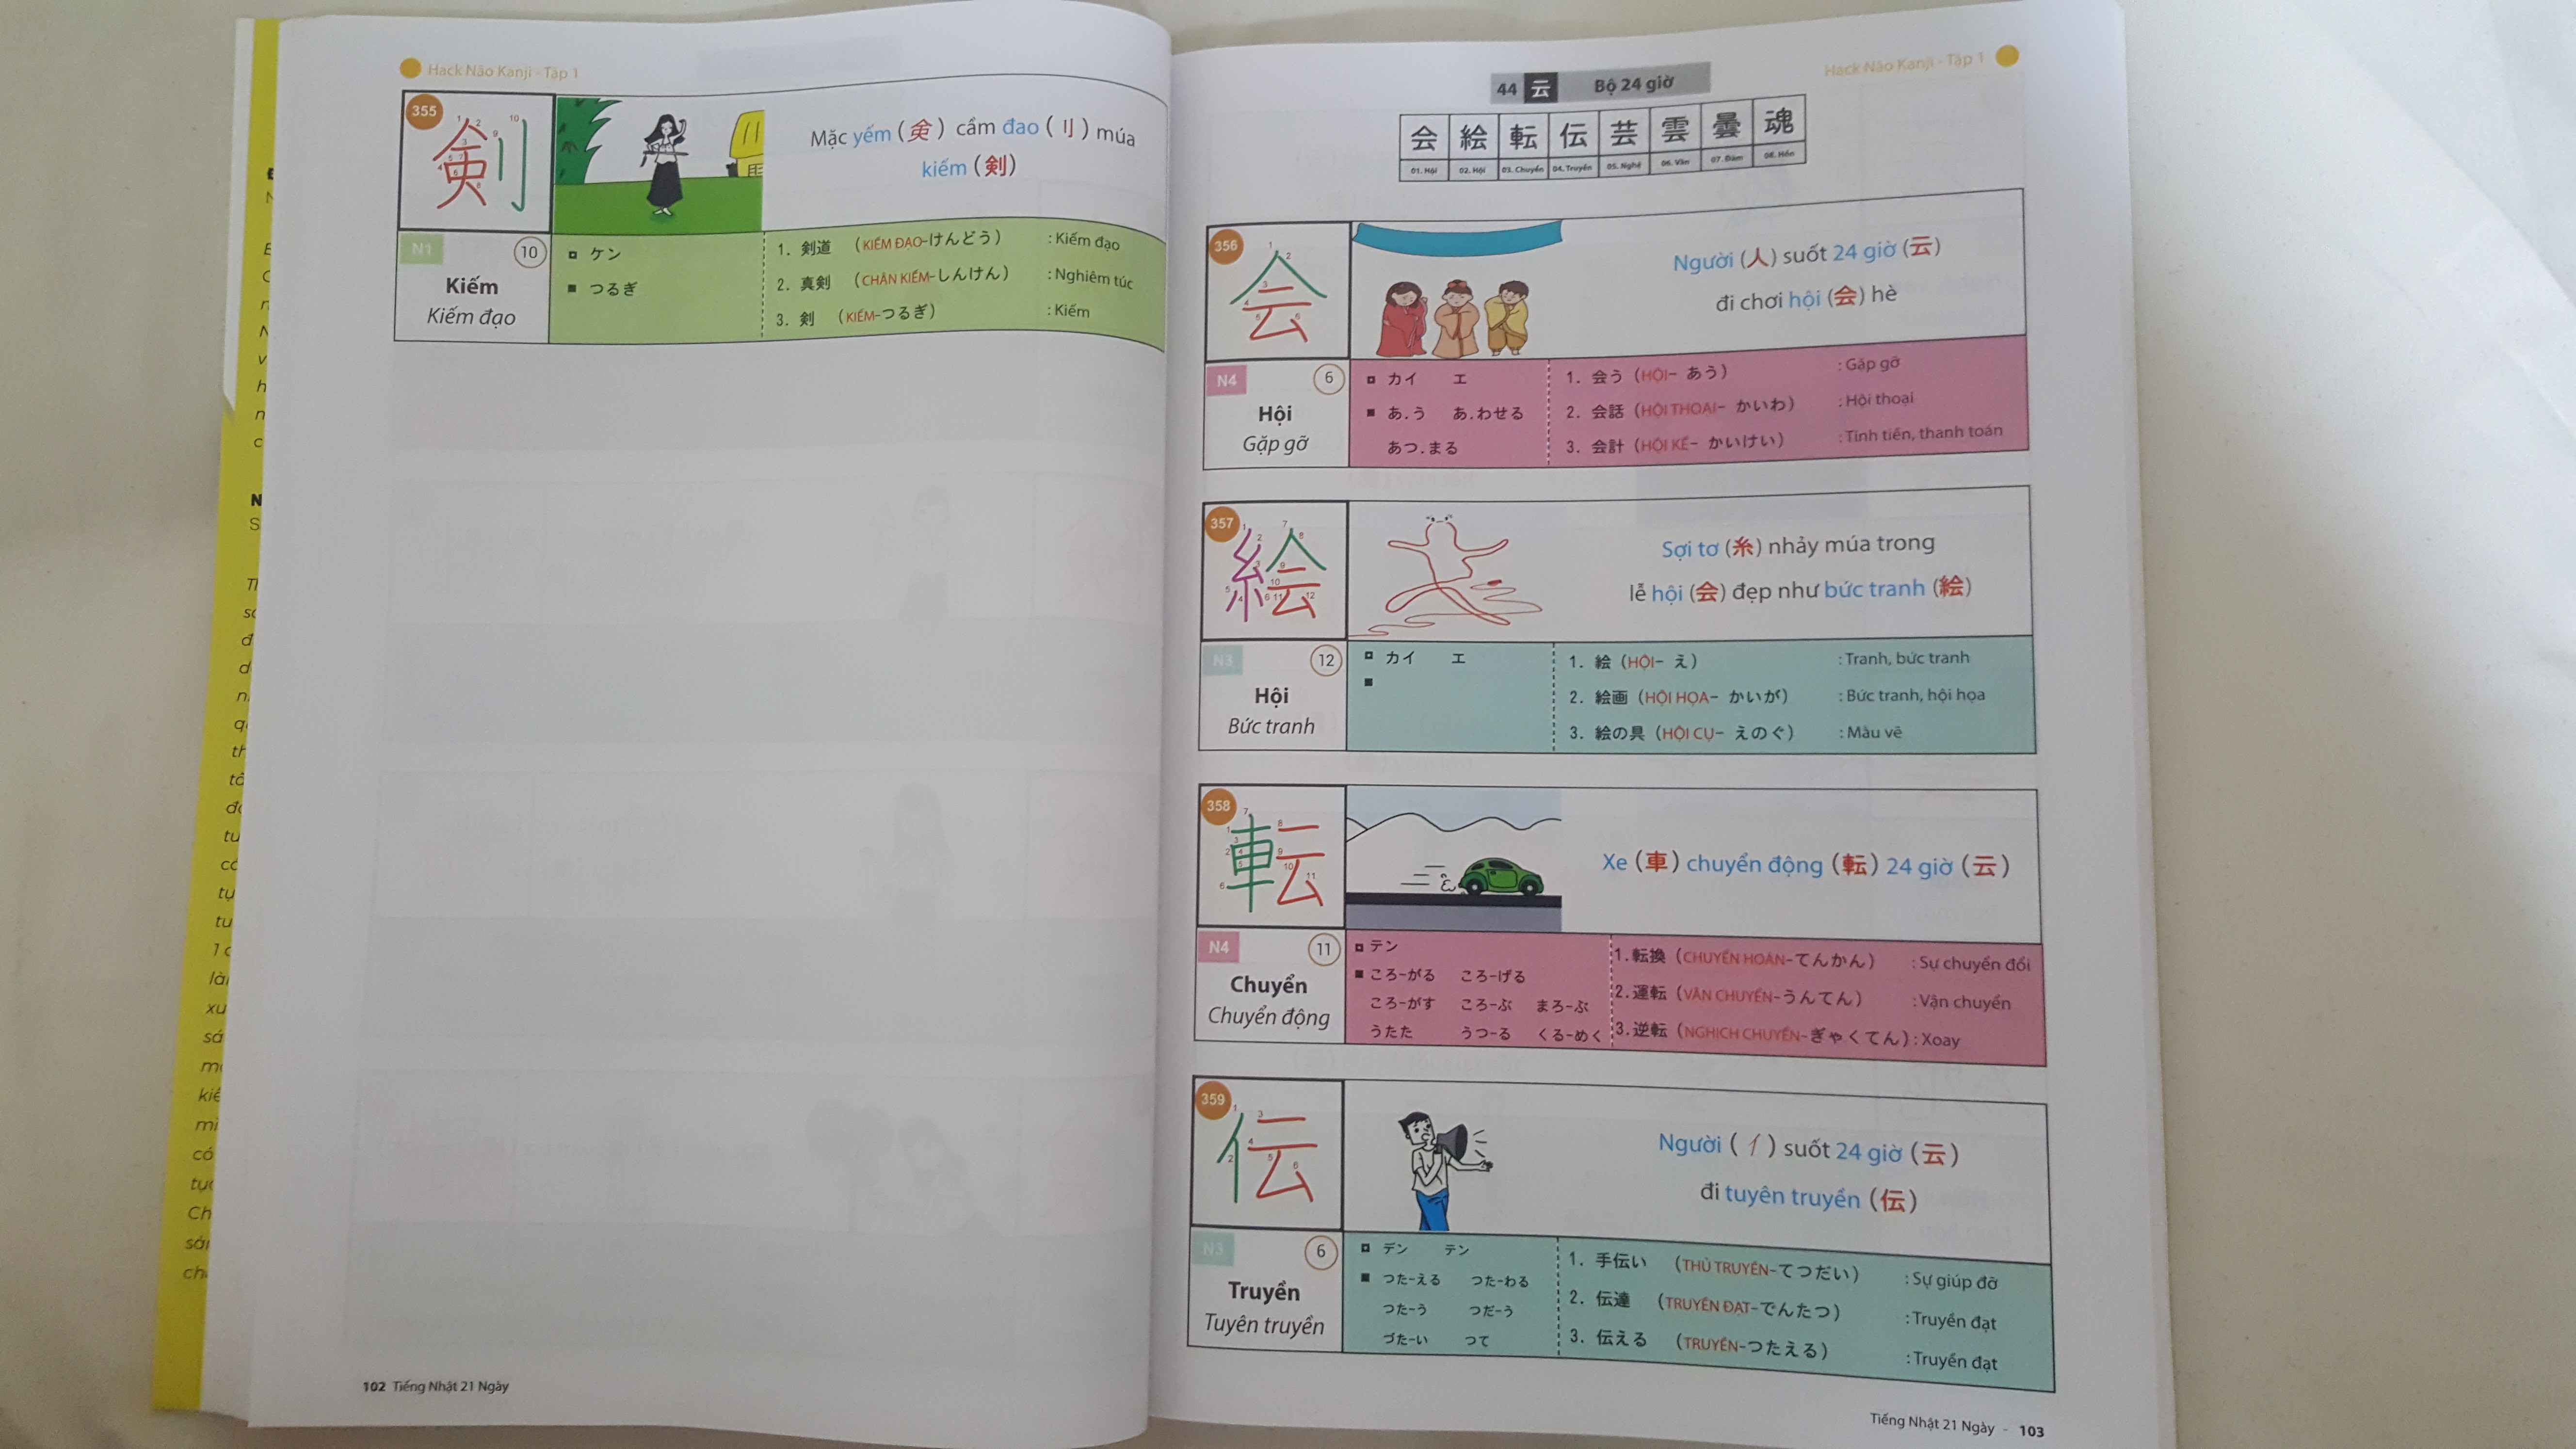 Hack Não Kanji - Tập 1
355
Mặc yếm ( ) cầm đao (刂) múa
kiếm (剣)
N1
10
Kiếm
Kiếm đạo
ケン
つるぎ
1. 剣道 (KIẾM ĐẠO-けんどう) : Kiếm đạo
2. 真剣 (CHÂN KIẾM-しんけん) : Nghiêm túc
3. 剣 (KIẾM-つるぎ) : Kiếm
102 Tiếng Nhật 21 Ngày
Hack Não Kanji - Tập 1
44 云 Bộ 24 giờ
会 絵 転 伝 芸 雲 曇 魂
01. Hội 02. Hội 03. Chuyển 04. Truyền 05. Nghệ 06. Vân 07. Đàm 08. Hồn
356
Người (人) suốt 24 giờ (云)
đi chơi hội (会) hè
N4
6
Hội
Gặp gỡ
カイ エ
あ.う あ.わせる
あつ.まる
1. 会う (HỘI- あう) : Gặp gỡ
2. 会話 (HỘI THOẠI- かいわ) : Hội thoại
3. 会計 (HỘI KẾ- かいけい) : Tính tiền, thanh toán
357
Sợi tơ (糸) nhảy múa trong
lễ hội (会) đẹp như bức tranh (絵)
N3
12
Hội
Bức tranh
カイ エ
1. 絵 (HỘI- え) : Tranh, bức tranh
2. 絵画 (HỘI HỌA- かいが) : Bức tranh, hội họa
3. 絵の具 (HỘI CỤ- えのぐ) : Màu vẽ
358
Xe (車) chuyển động (転) 24 giờ (云)
N4
11
Chuyển
Chuyển động
テン
ころ-がる ころ-げる
ころ-がす ころ-ぶ まろ-ぶ
うたた うつ-る くる-めく
1. 転換 (CHUYỂN HOÁN-てんかん) : Sự chuyển đổi
2. 運転 (VẬN CHUYỂN-うんてん) : Vận chuyển
3. 逆転 (NGHỊCH CHUYỂN-ぎゃくてん) : Xoay
359
Người (亻) suốt 24 giờ (云)
đi tuyên truyền (伝)
N3
6
Truyền
Tuyên truyền
デン テン
つた-える つた-わる
つた-う つだ-う
づた-い つて
1. 手伝い (THỦ TRUYỀN-てつだい) : Sự giúp đỡ
2. 伝達 (TRUYỀN ĐẠT-でんたつ) : Truyền đạt
3. 伝える (TRUYỀN-つたえる) : Truyền đạt
Tiếng Nhật 21 Ngày - 103